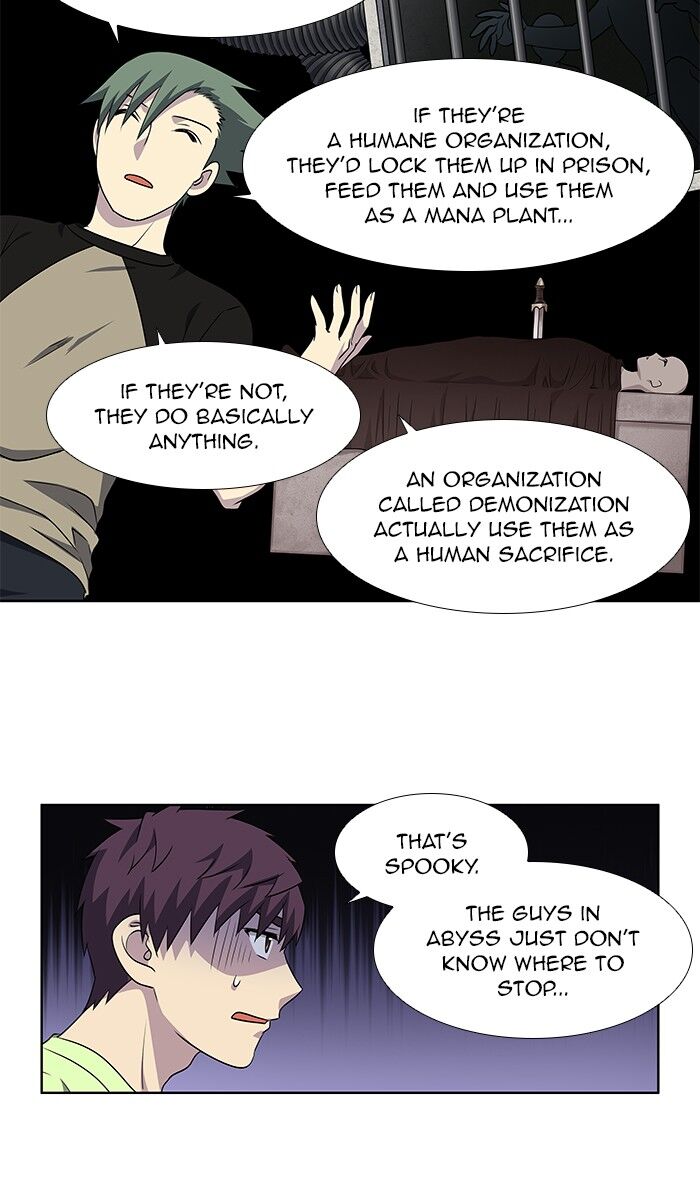 IF THEY'RE
A HUMANE ORGANIZATION,
THEY'D LOCK THEM UP IN PRISON,
FEED THEM AND USE THEM
AS A MANA PLANT...
IF THEY'RE NOT,
THEY DO BASICALLY
ANYTHING.
AN ORGANIZATION
CALLED DEMONIZATION
ACTUALLY USE THEM AS
A HUMAN SACRIFICE.
THAT'S
SPOOKY.
THE GUYS IN
ABYSS JUST DON'T
KNOW WHERE TO
STOP...